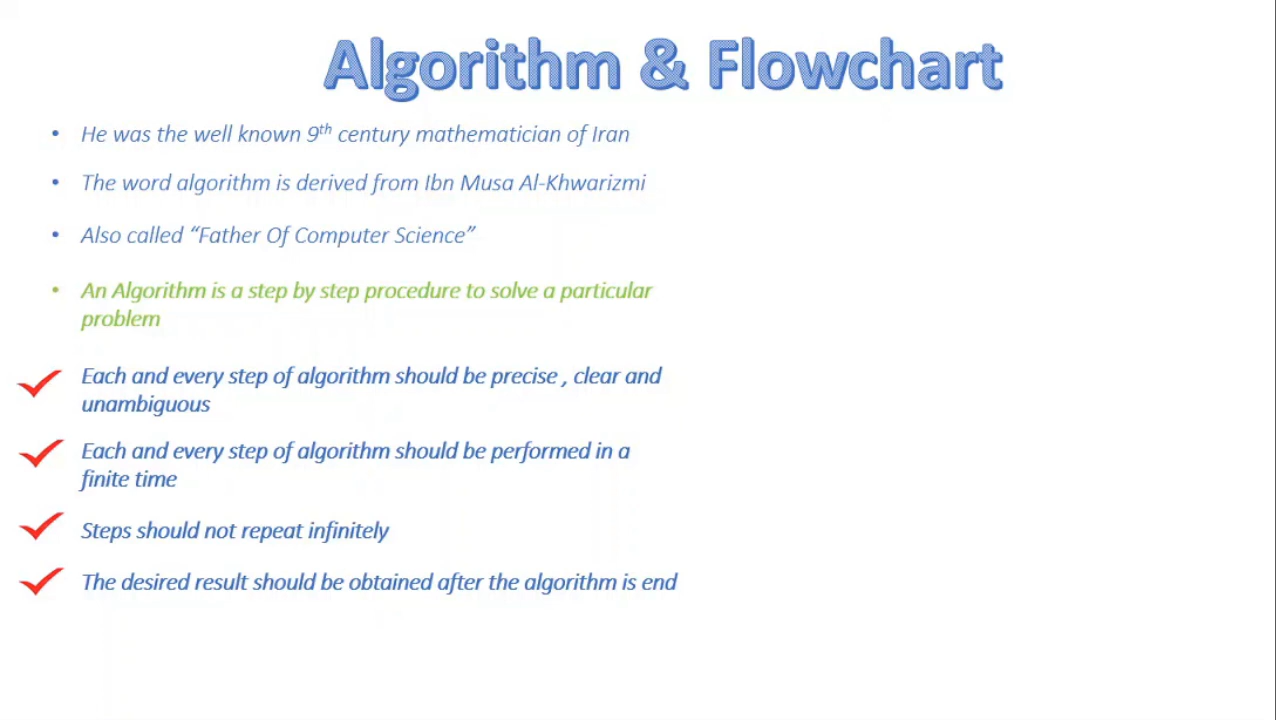 Algorithm & Flowchart
• He was the well known 9th century mathematician of Iran
• The word algorithm is derived from Ibn Musa Al-Khwarizmi
• Also called “Father Of Computer Science”
• An Algorithm is a step by step procedure to solve a particular
problem
Each and every step of algorithm should be precise , clear and
unambiguous
Each and every step of algorithm should be performed in a
finite time
Steps should not repeat infinitely
The desired result should be obtained after the algorithm is end